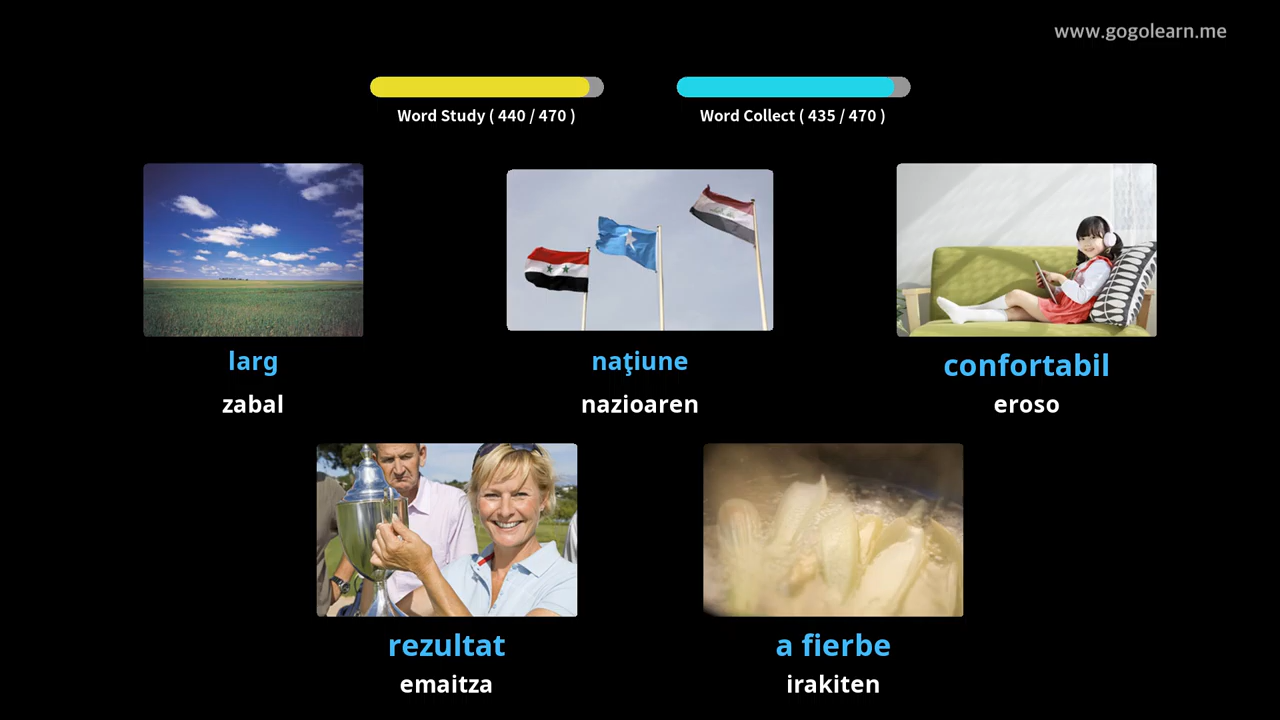 www.gogolearn.me
Word Study ( 440 / 470 )
Word Collect ( 435 / 470 )
larg
naţiune
confortabil
zabal
nazioaren
eroso
rezultat
a fierbe
emaitza
irakiten